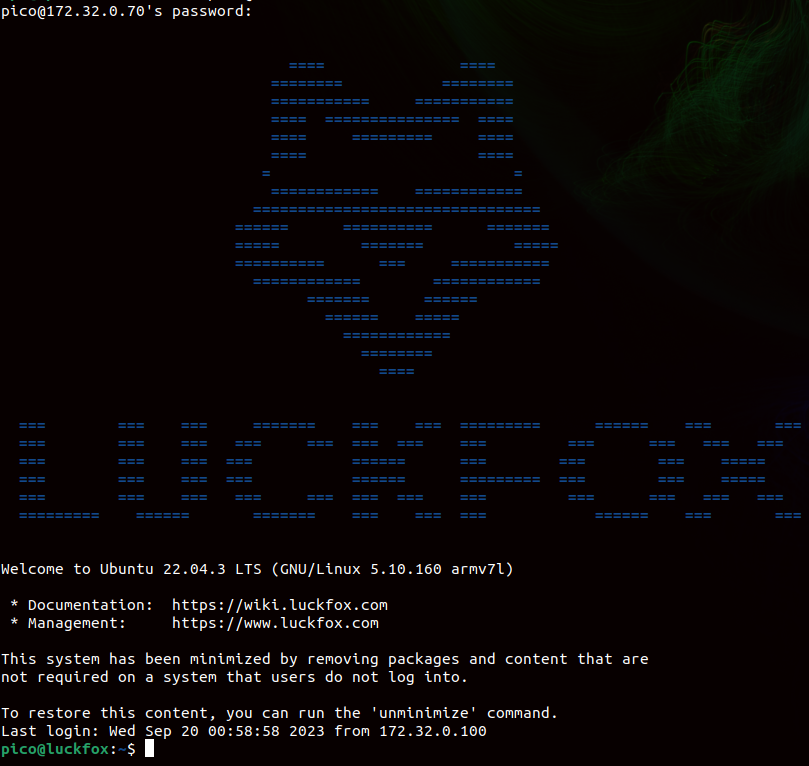 pico@172.32.0.70's password:
LUCKFOX
Welcome to Ubuntu 22.04.3 LTS (GNU/Linux 5.10.160 armv7l)
* Documentation:  https://wiki.luckfox.com
* Management:     https://www.luckfox.com
This system has been minimized by removing packages and content that are
not required on a system that users do not log into.
To restore this content, you can run the 'unminimize' command.
Last login: Wed Sep 20 00:58:58 2023 from 172.32.0.100
pico@luckfox:~$